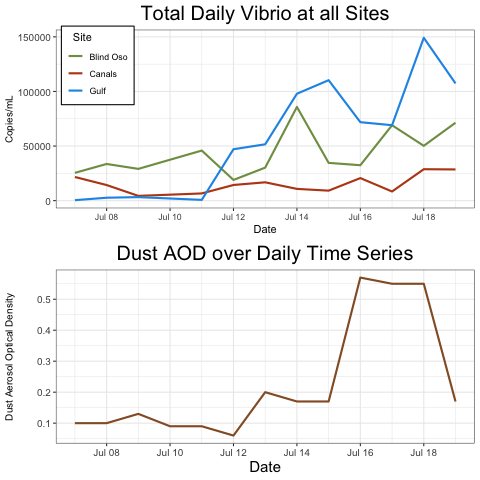 Total Daily Vibrio at all Sites
Site
Blind Oso
Canals
Gulf
Copies/mL
150000
100000
50000
0
Jul 08 Jul 10 Jul 12 Jul 14 Jul 16 Jul 18
Date
Dust AOD over Daily Time Series
Dust Aerosol Optical Density
0.5
0.4
0.3
0.2
0.1
Jul 08 Jul 10 Jul 12 Jul 14 Jul 16 Jul 18
Date